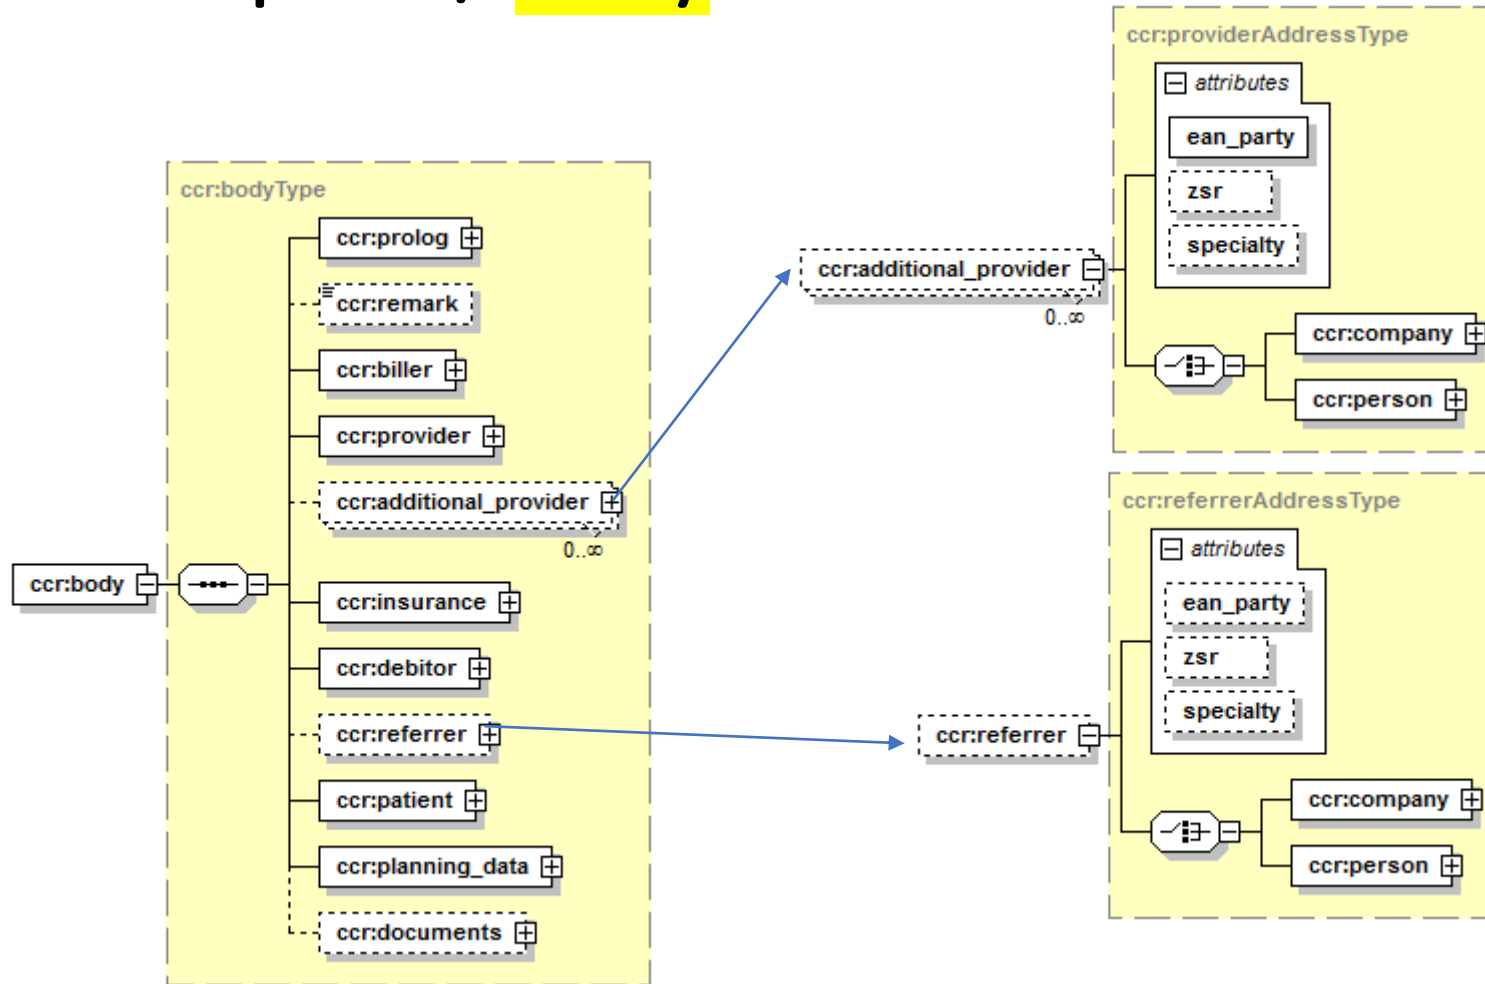 ccr:bodyType
ccr:body
ccr:prolog
ccr:remark
ccr:biller
ccr:provider
ccr:additional_provider
0..∞
ccr:insurance
ccr:debitor
ccr:referrer
ccr:patient
ccr:planning_data
ccr:documents
ccr:additional_provider
0..∞
ccr:providerAddressType
attributes
ean_party
zsr
specialty
ccr:company
ccr:person
ccr:referrer
ccr:referrerAddressType
attributes
ean_party
zsr
specialty
ccr:company
ccr:person